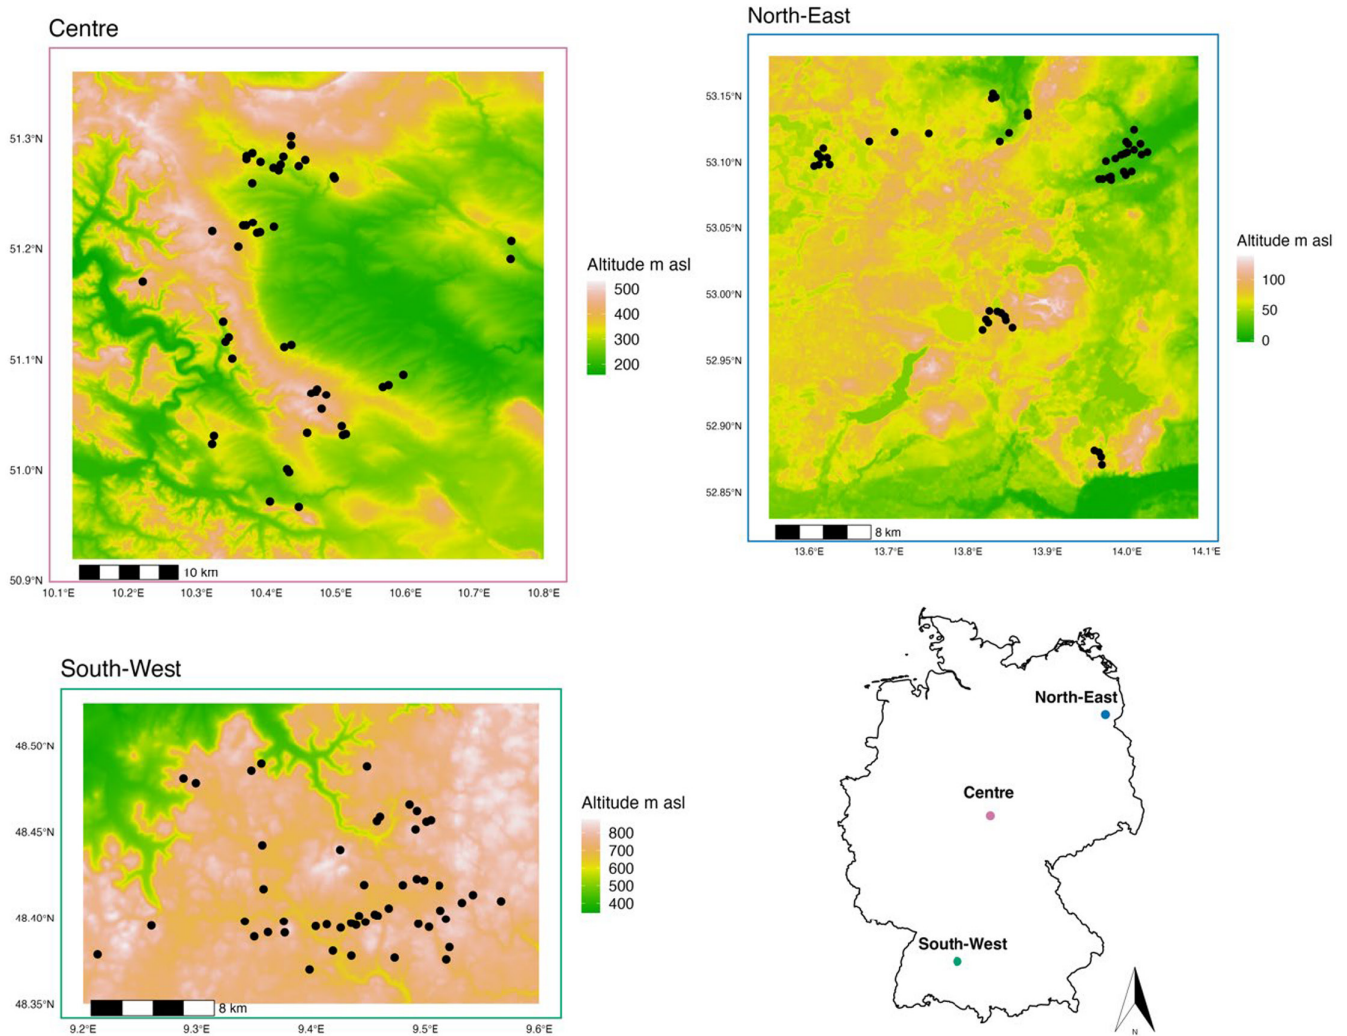 Centre
51.3°N
51.2°N
51.1°N
51.0°N
50.9°N
10 km
10.1°E 10.2°E 10.3°E 10.4°E 10.5°E 10.6°E 10.7°E 10.8°E
Altitude m asl
500
400
300
200
North-East
53.15°N
53.10°N
53.05°N
53.00°N
52.95°N
52.90°N
52.85°N
8 km
13.6°E 13.7°E 13.8°E 13.9°E 14.0°E 14.1°E
Altitude m asl
100
50
0
South-West
48.50°N
48.45°N
48.40°N
48.35°N
8 km
9.2°E 9.3°E 9.4°E 9.5°E 9.6°E
Altitude m asl
800
700
600
500
400
North-East
Centre
South-West
N